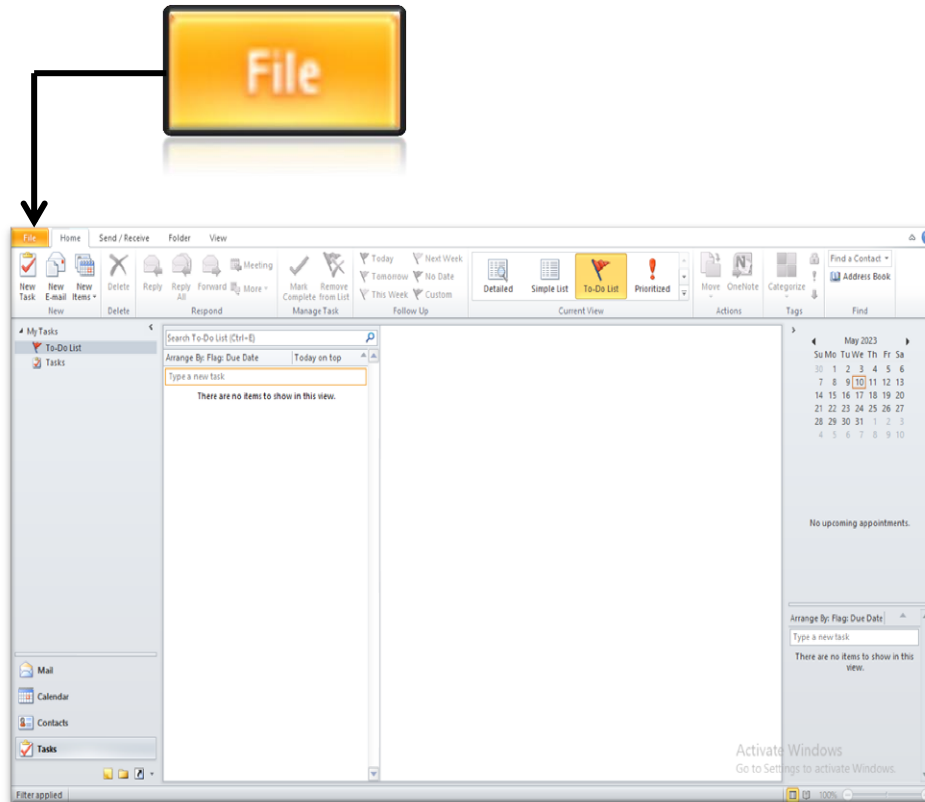 File
File Home Send / Receive Folder View
New Task New E-mail New Items Delete Reply Reply All Forward Meeting More Mark Complete Remove from List Today Next Week Tomorrow No Date This Week Custom Detailed Simple List To-Do List Prioritized Move OneNote Categorize Find a Contact Address Book
New Delete Respond Manage Task Follow Up Current View Actions Tags Find
My Tasks
To-Do List
Tasks
Search To-Do List (Ctrl+E)
Arrange By: Flag: Due Date Today on top
Type a new task
There are no items to show in this view.
May 2023
Su Mo Tu We Th Fr Sa
30 1 2 3 4 5 6
7 8 9 10 11 12 13
14 15 16 17 18 19 20
21 22 23 24 25 26 27
28 29 30 31 1 2 3
4 5 6 7 8 9 10
No upcoming appointments.
Arrange By: Flag: Due Date
Type a new task
There are no items to show in this
view.
Mail
Calendar
Contacts
Tasks
Activate Windows
Go to Settings to activate Windows.
Filter applied 100%